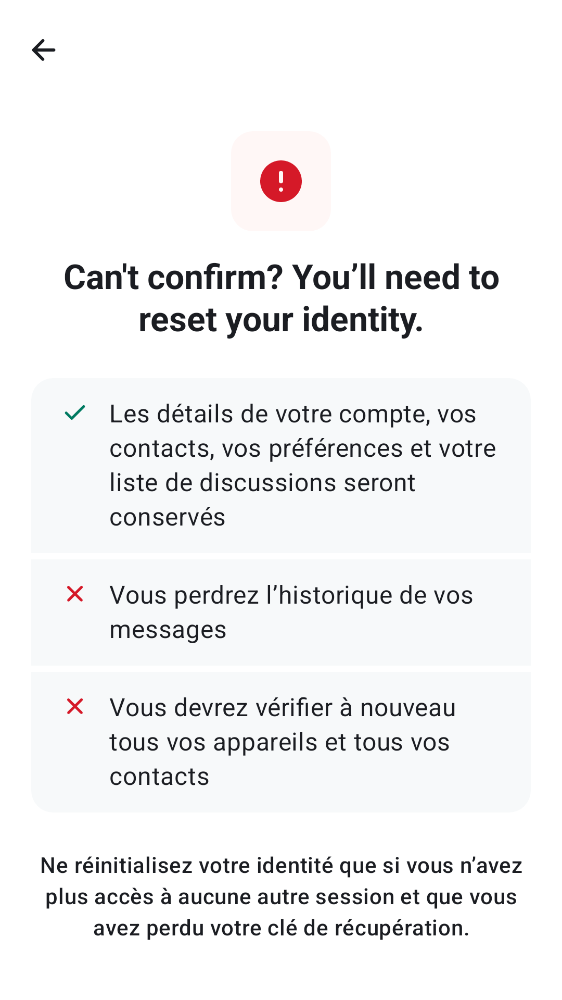 Can't confirm? You’ll need to
reset your identity.
Les détails de votre compte, vos
contacts, vos préférences et votre
liste de discussions seront
conservés
Vous perdrez l’historique de vos
messages
Vous devrez vérifier à nouveau
tous vos appareils et tous vos
contacts
Ne réinitialisez votre identité que si vous n’avez
plus accès à aucune autre session et que vous
avez perdu votre clé de récupération.